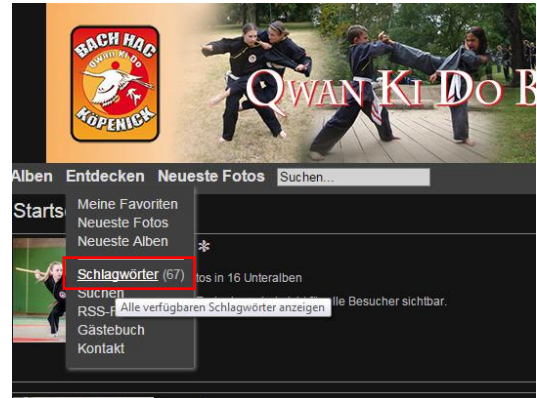 BACH HAC
QWAN KI DO
KÖPENICK
QWAN KI DO B
Alben Entdecken Neueste Fotos Suchen...
Starts
Meine Favoriten
Neueste Fotos
Neueste Alben
*
Schlagwörter (67)
tos in 16 Unteralben
Suchen
lle Besucher sichtbar.
RSS-F
Alle verfügbaren Schlagwörter anzeigen
Gästebuch
Kontakt